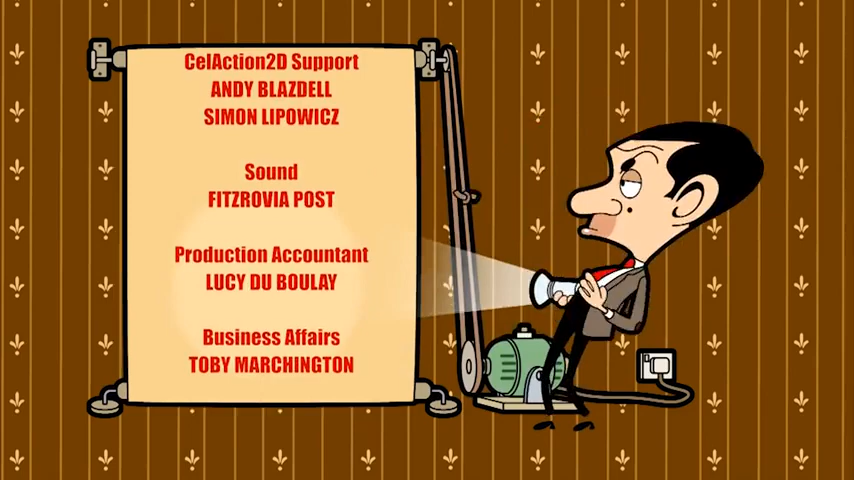 CelAction2D Support
ANDY BLAZDELL
SIMON LIPOWICZ
Sound
FITZROVIA POST
Production Accountant
LUCY DU BOULAY
Business Affairs
TOBY MARCHINGTON